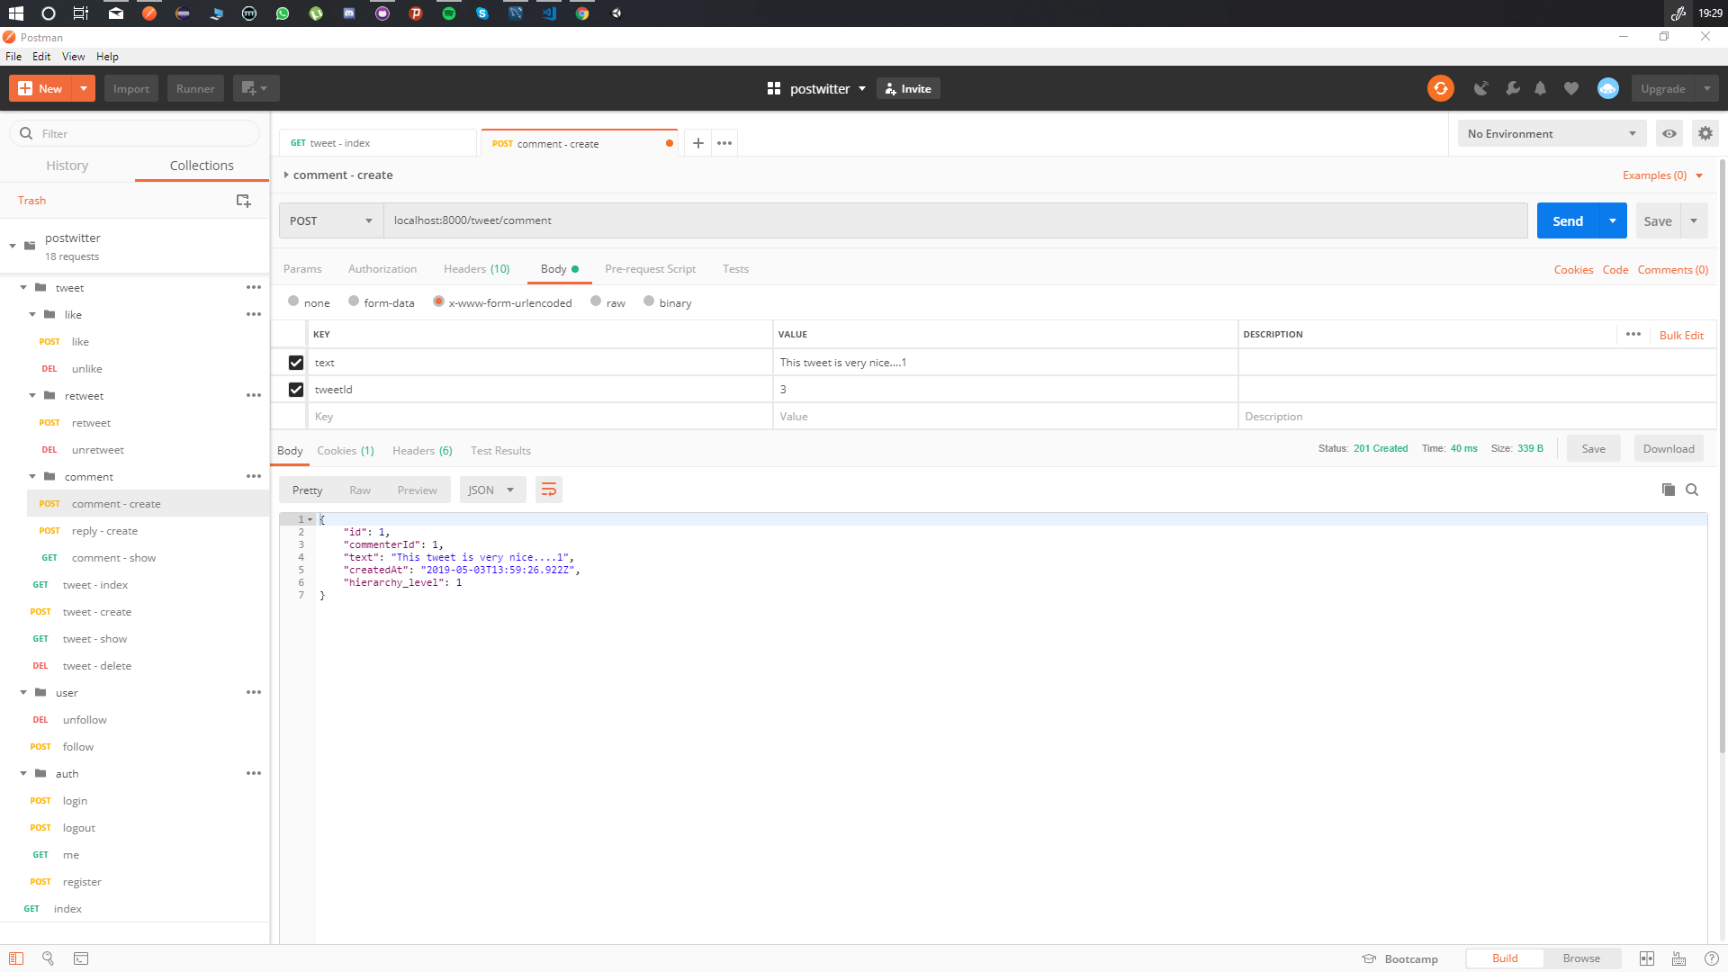 19:29
Postman
File Edit View Help
New Import Runner postwitter Invite Upgrade
Filter
History Collections
Trash
postwitter
18 requests
tweet
like
POST like
DEL unlike
retweet
POST retweet
DEL unretweet
comment
POST comment - create
POST reply - create
GET comment - show
GET tweet - index
POST tweet - create
GET tweet - show
DEL tweet - delete
user
DEL unfollow
POST follow
auth
POST login
POST logout
GET me
POST register
GET index
GET tweet - index POST comment - create No Environment
comment - create Examples (0)
POST localhost:8000/tweet/comment Send Save
Params Authorization Headers (10) Body Pre-request Script Tests Cookies Code Comments (0)
none form-data x-www-form-urlencoded raw binary
KEY VALUE DESCRIPTION Bulk Edit
text This tweet is very nice....1
tweetId 3
Key Value Description
Body Cookies (1) Headers (6) Test Results Status: 201 Created Time: 40 ms Size: 339 B Save Download
Pretty Raw Preview JSON
1 {
2 "id": 1,
3 "commenterId": 1,
4 "text": "This tweet is very nice....1",
5 "createdAt": "2019-05-03T13:59:26.922Z",
6 "hierarchy_level": 1
7 }
Bootcamp Build Browse